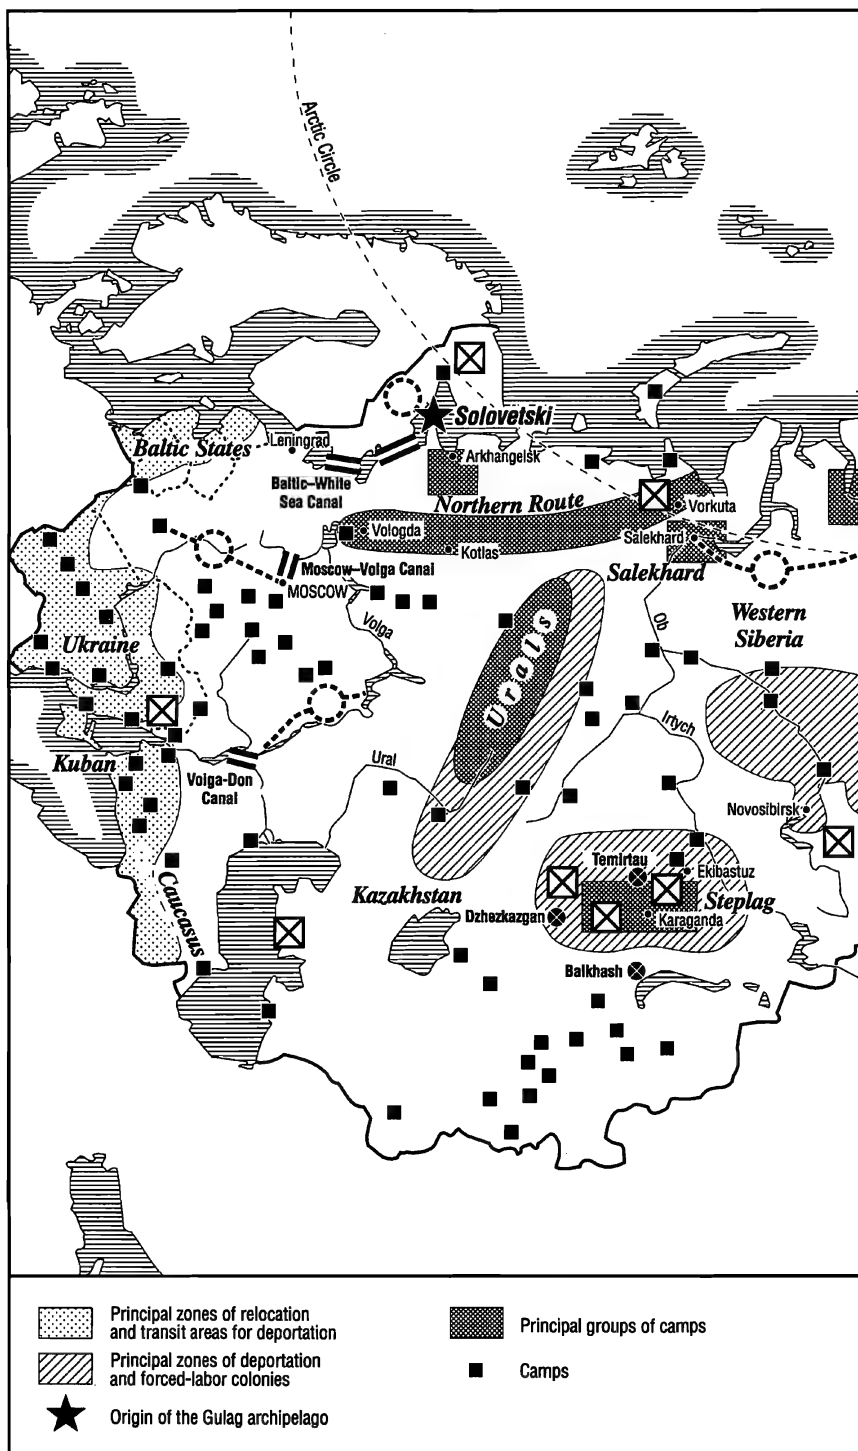 Arctic Circle
Solovetski
Baltic States
Leningrad
Arkhangelsk
Baltic–White
Sea Canal
Northern Route
Vorkuta
Vologda
Salekhard
Kotlas
Moscow–Volga Canal
Salekhard
MOSCOW
Western
Siberia
Volga
Ob
Urals
Ukraine
Irtych
Ural
Kuban
Volga-Don
Canal
Novosibirsk
Temirtau
Ekibastuz
Caucasus
Kazakhstan
Steplag
Dzhezkazgan
Karaganda
Balkhash
Principal zones of relocation
and transit areas for deportation
Principal zones of deportation
and forced-labor colonies
Origin of the Gulag archipelago
Principal groups of camps
Camps